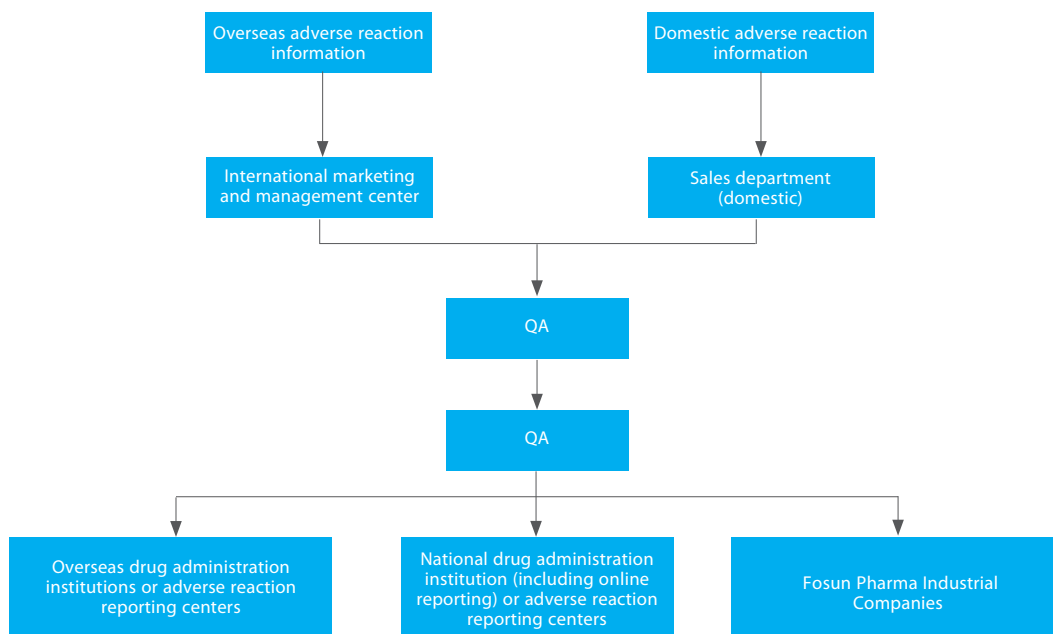 Overseas adverse reaction
information
Domestic adverse reaction
information
International marketing
and management center
Sales department
(domestic)
QA
QA
Overseas drug administration
institutions or adverse reaction
reporting centers
National drug administration
institution (including online
reporting) or adverse reaction
reporting centers
Fosun Pharma Industrial
Companies